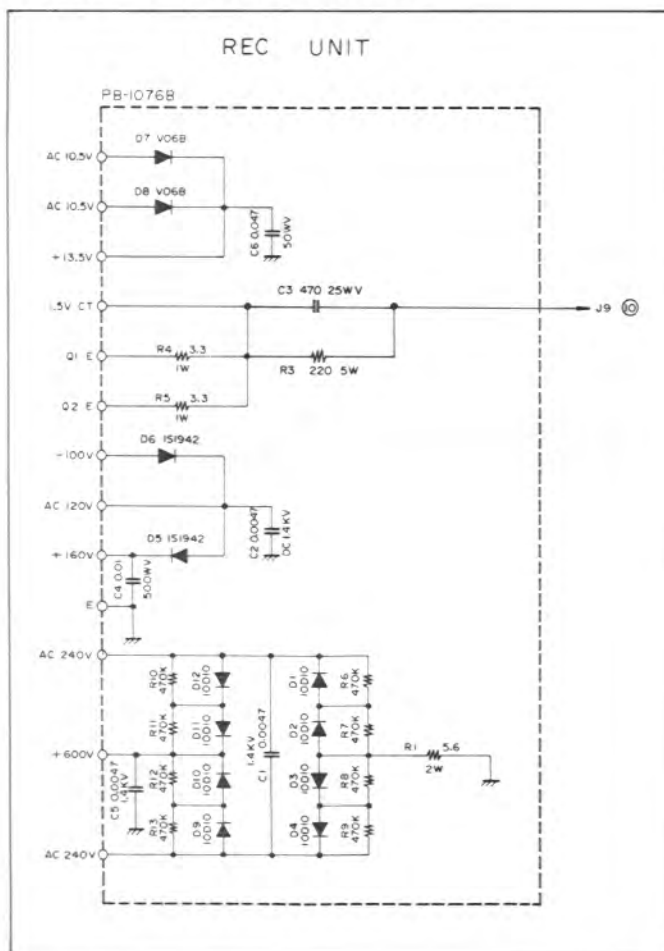 REC UNIT
PB-1076B
D7 V06B
AC 10.5V
D8 V06B
AC 10.5V
C6 0.047
50WV
+13.5V
C3 470 25WV
1.5V CT
J9 10
R4 3.3
1W
Q1 E
R3 220 5W
R5 3.3
1W
Q2 E
D6 1S1942
-100V
AC 120V
C2 0.0047
DC 1.4KV
D5 1S1942
+160V
C4 0.01
500WV
E
AC 240V
R10
470K
D12
10D10
D1
10D10
R6
470K
R11
470K
D11
10D10
D2
10D10
R7
470K
+600V
C5 0.0047
1.4KV
R12
470K
D10
10D10
1.4KV
C1 0.0047
D3
10D10
R8
470K
R1 5.6
2W
R13
470K
D9
10D10
D4
10D10
R9
470K
AC 240V